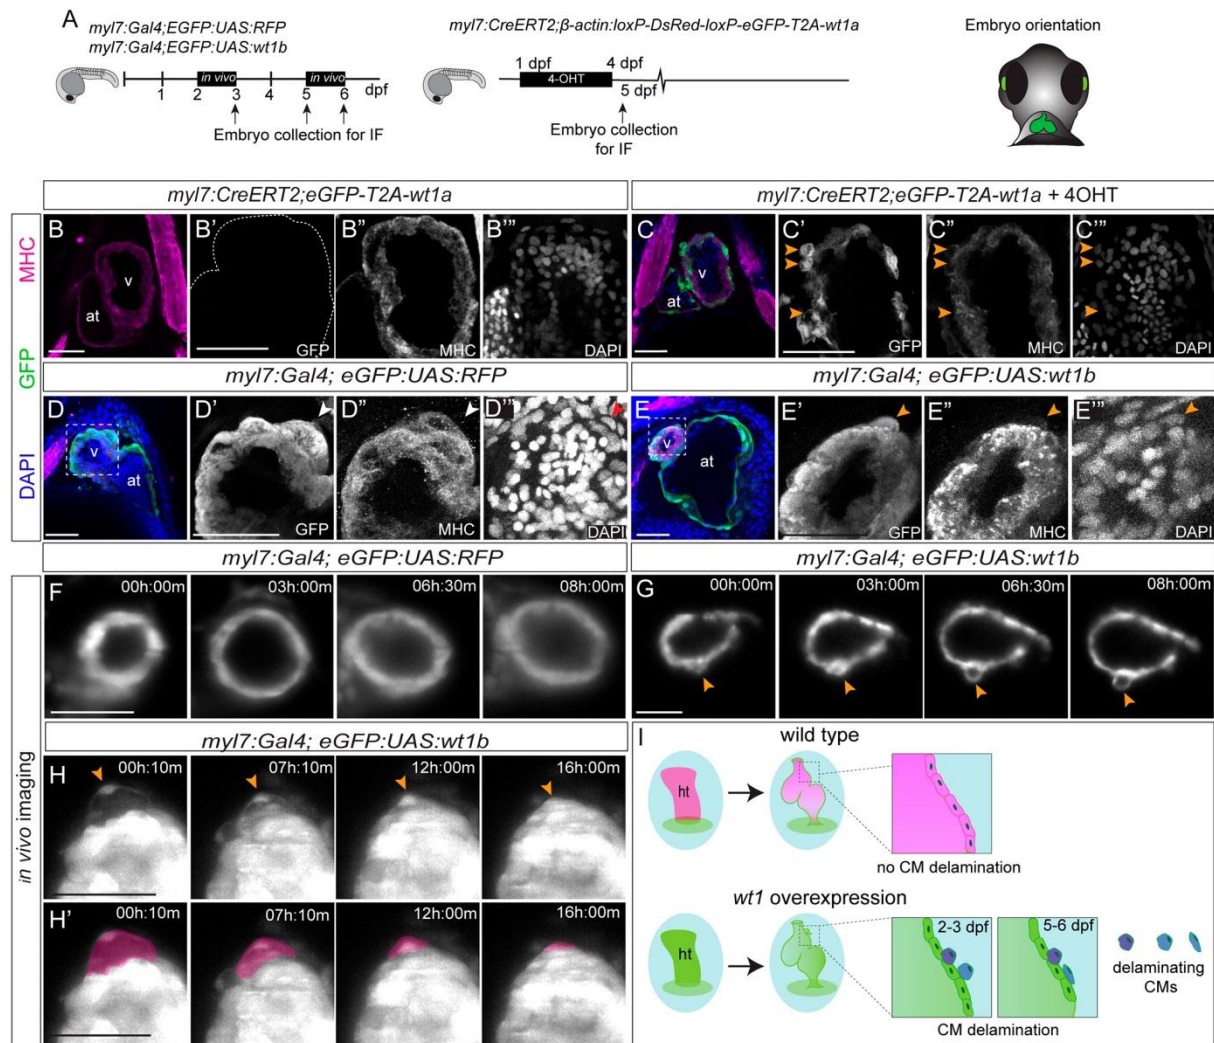 A
myl7:Gal4;EGFP:UAS:RFP
myl7:Gal4;EGFP:UAS:wt1b
in vivo
in vivo
1 2 3 4 5 6 dpf
Embryo collection for IF
myl7:CreERT2;β-actin:loxP-DsRed-loxP-eGFP-T2A-wt1a
1 dpf
4 dpf
4-OHT
5 dpf
Embryo collection
for IF
Embryo orientation
DAPI GFP MHC
myl7:CreERT2;eGFP-T2A-wt1a
B
v
at
B'
GFP
B"
MHC
B'"
DAPI
myl7:CreERT2;eGFP-T2A-wt1a + 4OHT
C
v
at
C'
GFP
C"
MHC
C'"
DAPI
myl7:Gal4; eGFP:UAS:RFP
D
v
at
D'
GFP
D"
MHC
D'"
DAPI
myl7:Gal4; eGFP:UAS:wt1b
E
v
at
E'
GFP
E"
MHC
E'"
DAPI
in vivo imaging
myl7:Gal4; eGFP:UAS:RFP
F
00h:00m
03h:00m
06h:30m
08h:00m
myl7:Gal4; eGFP:UAS:wt1b
G
00h:00m
03h:00m
06h:30m
08h:00m
myl7:Gal4; eGFP:UAS:wt1b
H
00h:10m
07h:10m
12h:00m
16h:00m
H'
00h:10m
07h:10m
12h:00m
16h:00m
I
wild type
ht
no CM delamination
wt1 overexpression
ht
2-3 dpf
5-6 dpf
delaminating
CMs
CM delamination